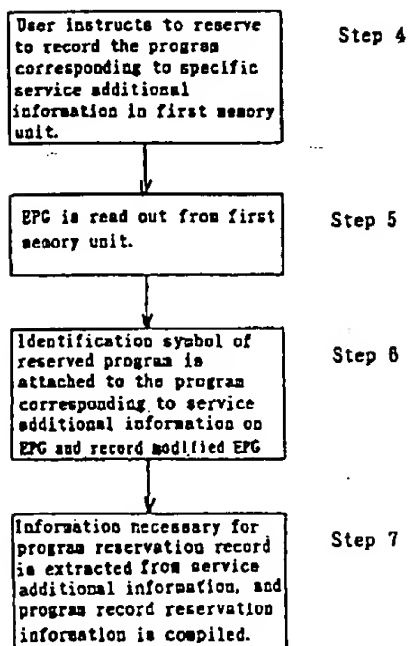 User instructs to reserve
to record the program
corresponding to specific
service additional
information in first memory
unit.
Step 4
EPG is read out from first
memory unit.
Step 5
Identification symbol of
reserved program is
attached to the program
corresponding to service
additional information on
EPG and record modified EPG
Step 6
Information necessary for
program reservation record
is extracted from service
additional information, and
program record reservation
information is compiled.
Step 7